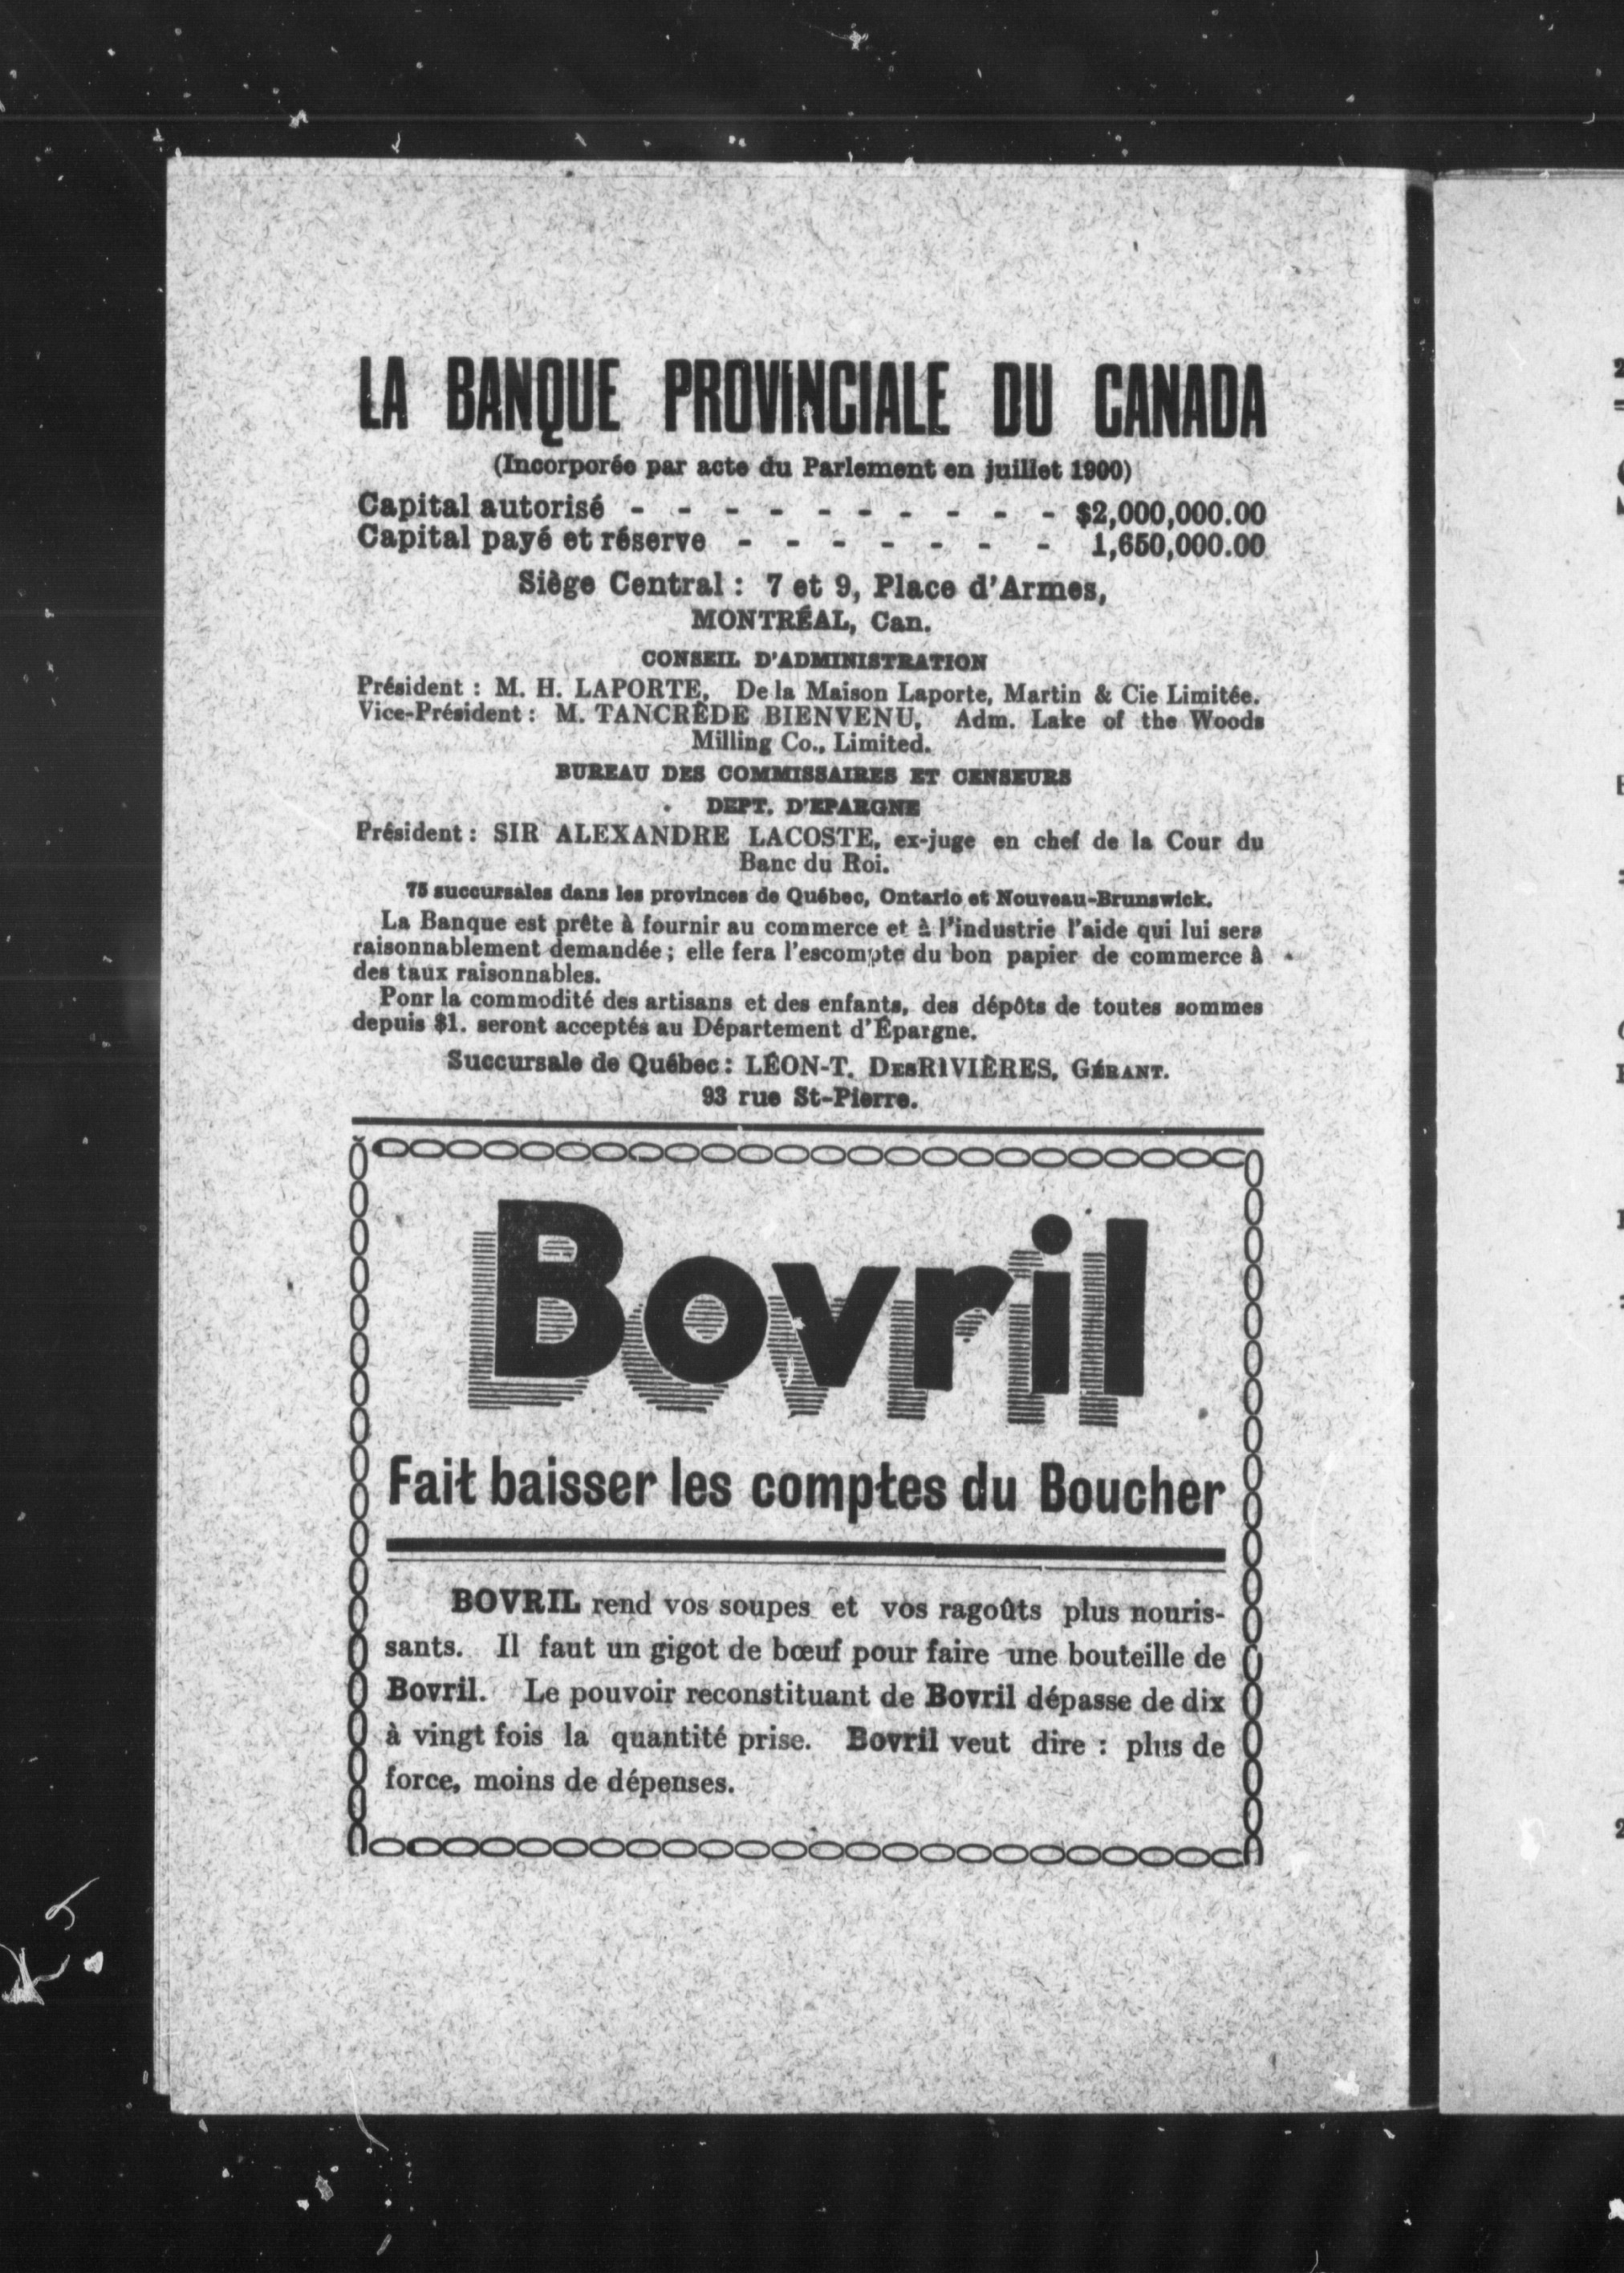 LA BANQUE PROVINCIALE DU CANADA
(Incorporée par acte du Parlement en juillet 1900)
Capital autorisé - - - - - - - - - - $2,000,000.00
Capital payé et réserve - - - - - - - 1,650,000.00
Siège Central : 7 et 9, Place d'Armes,
MONTRÉAL, Can.
CONSEIL D'ADMINISTRATION
Président : M. H. LAPORTE, De la Maison Laporte, Martin & Cie Limitée.
Vice-Président : M. TANCRÈDE BIENVENU, Adm. Lake of the Woods
Milling Co., Limited.
BUREAU DES COMMISSAIRES ET CENSEURS
DEPT. D'EPARGNE
Président : SIR ALEXANDRE LACOSTE, ex-juge en chef de la Cour du
Banc du Roi.
75 succursales dans les provinces de Québec, Ontario et Nouveau-Brunswick.
La Banque est prête à fournir au commerce et à l'industrie l'aide qui lui sera
raisonnablement demandée ; elle fera l'escompte du bon papier de commerce à
des taux raisonnables.
Ponr la commodité des artisans et des enfants, des dépôts de toutes sommes
depuis $1. seront acceptés au Département d'Épargne.
Succursale de Québec : LÉON-T. DESRIVIÈRES, GÉRANT.
93 rue St-Pierre.
Bovril
Fait baisser les comptes du Boucher
BOVRIL rend vos soupes et vos ragoûts plus nouris-
sants. Il faut un gigot de bœuf pour faire une bouteille de
Bovril. Le pouvoir reconstituant de Bovril dépasse de dix
à vingt fois la quantité prise. Bovril veut dire : plus de
force, moins de dépenses.